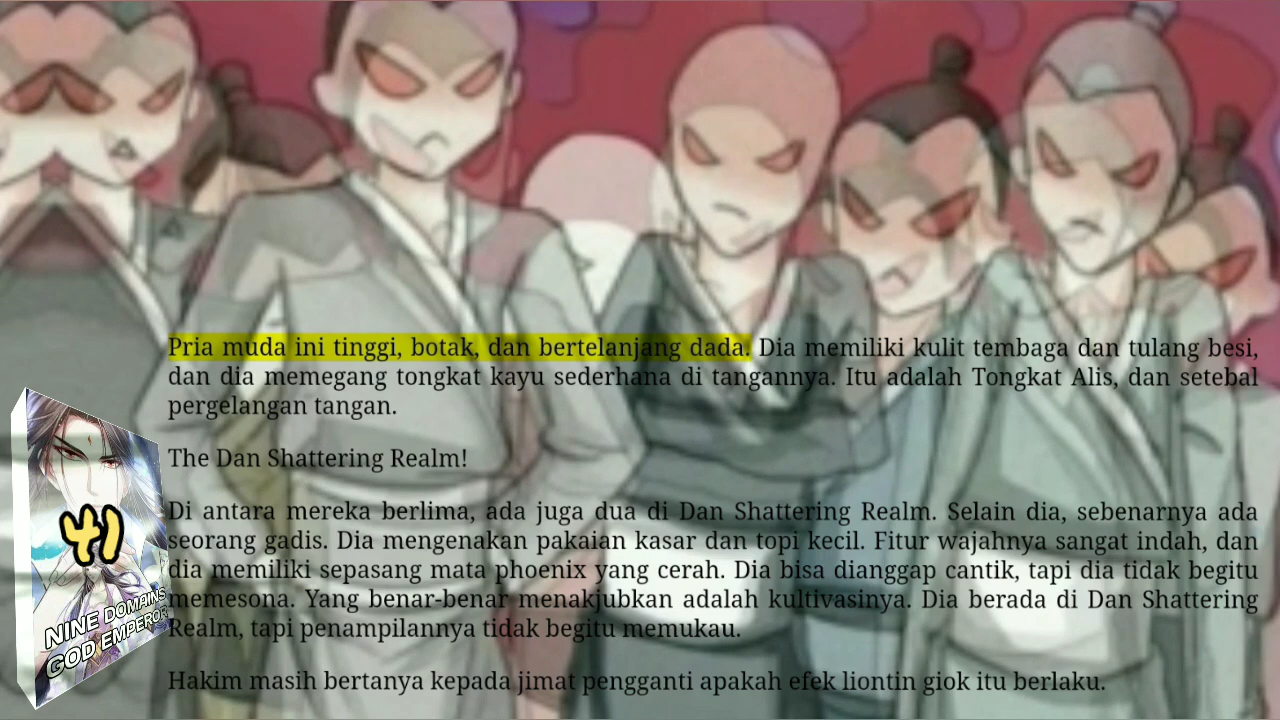 Pria muda ini tinggi, botak, dan bertelanjang dada. Dia memiliki kulit tembaga dan tulang besi,
dan dia memegang tongkat kayu sederhana di tangannya. Itu adalah Tongkat Alis, dan setebal
pergelangan tangan.
The Dan Shattering Realm!
Di antara mereka berlima, ada juga dua di Dan Shattering Realm. Selain dia, sebenarnya ada
seorang gadis. Dia mengenakan pakaian kasar dan topi kecil. Fitur wajahnya sangat indah, dan
dia memiliki sepasang mata phoenix yang cerah. Dia bisa dianggap cantik, tapi dia tidak begitu
memesona. Yang benar-benar menakjubkan adalah kultivasinya. Dia berada di Dan Shattering
Realm, tapi penampilannya tidak begitu memukau.
Hakim masih bertanya kepada jimat pengganti apakah efek liontin giok itu berlaku.
41
NINE DOMAINS
GOD EMPEROR